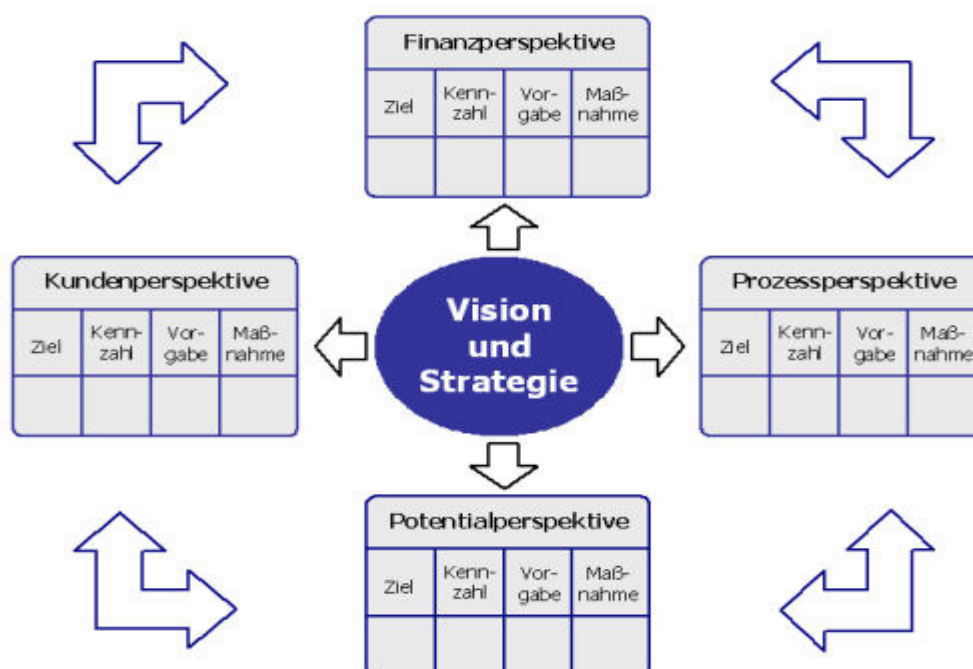 Finanzperspektive
Ziel
Kenn-
zahl
Vor-
gabe
Maß-
nahme
Kundenperspektive
Ziel
Kenn-
zahl
Vor-
gabe
Maß-
nahme
Vision
und
Strategie
Prozessperspektive
Ziel
Kenn-
zahl
Vor-
gabe
Maß-
nahme
Potentialperspektive
Ziel
Kenn-
zahl
Vor-
gabe
Maß-
nahme